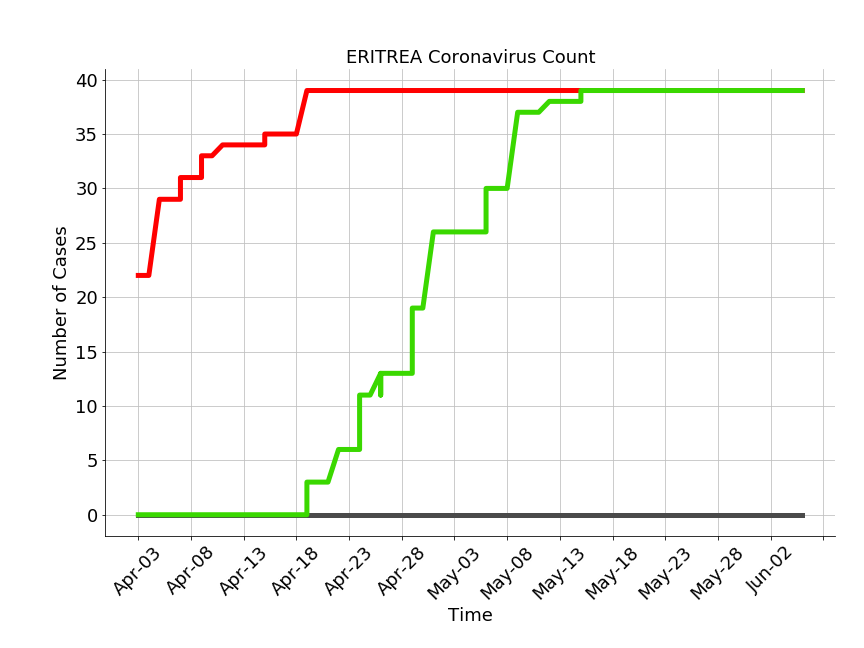 ERITREA Coronavirus Count
40
35
30
25
20
15
10
5
0
Number of Cases
Apr-03 Apr-08 Apr-13 Apr-18 Apr-23 Apr-28 May-03 May-08 May-13 May-18 May-23 May-28 Jun-02
Time